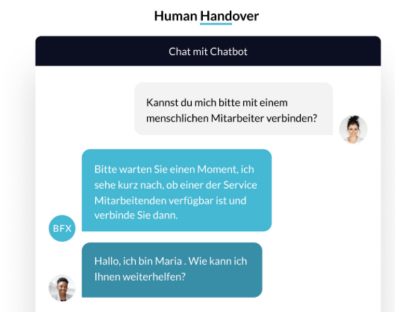 Human Handover
Chat mit Chatbot
Kannst du mich bitte mit einem
menschlichen Mitarbeiter verbinden?
Bitte warten Sie einen Moment, ich
sehe kurz nach, ob einer der Service
Mitarbeitenden verfügbar ist und
verbinde Sie dann.
BFX
Hallo, ich bin Maria . Wie kann ich
Ihnen weiterhelfen?